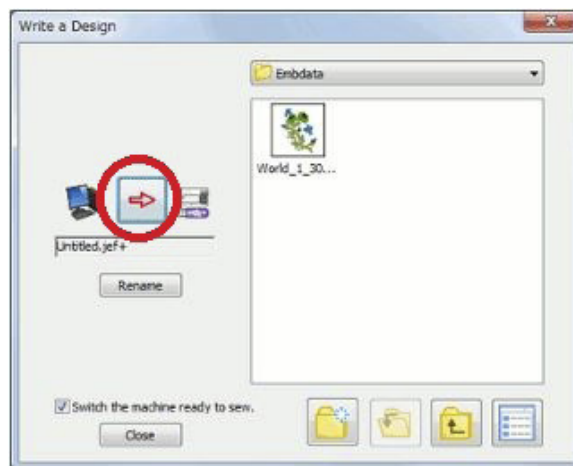 Write a Design
Embdata
World_1_30...
Untitled.jef+
Rename
Switch the machine ready to sew.
Close